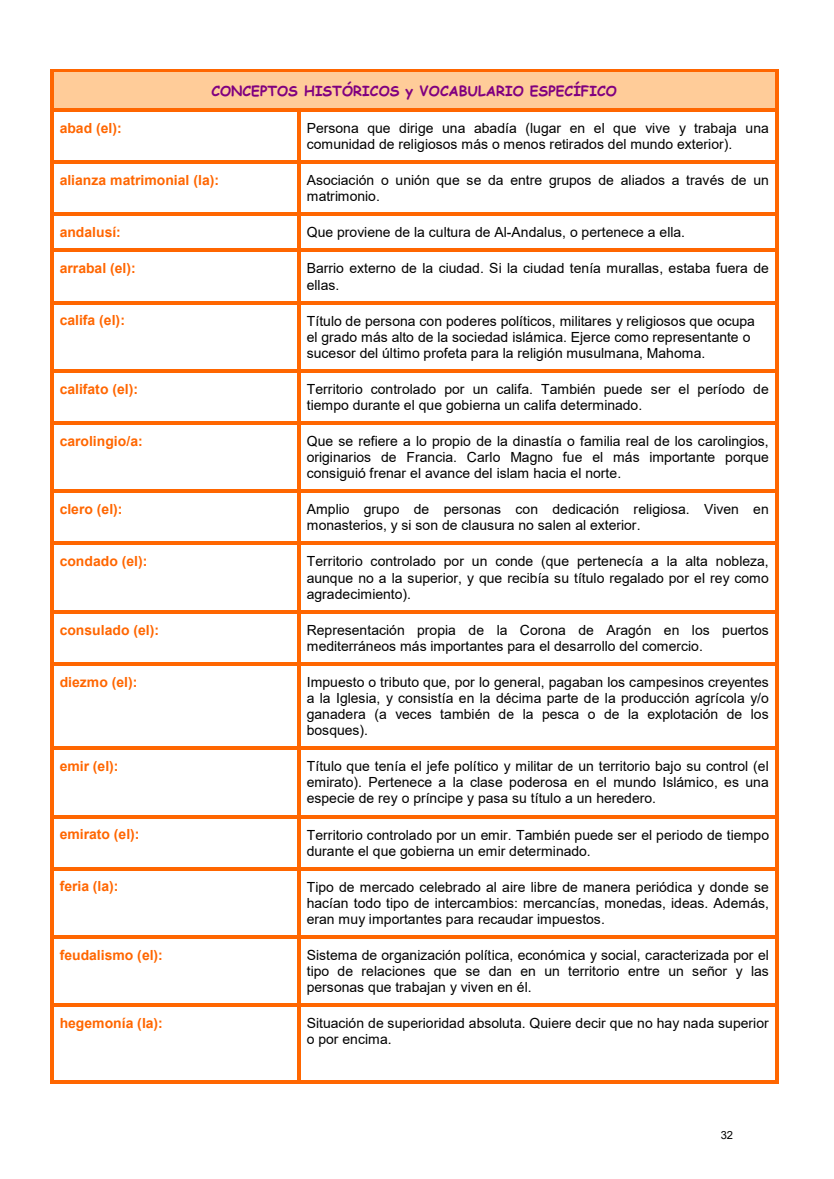 CONCEPTOS HISTÓRICOS y VOCABULARIO ESPECÍFICO
abad (el):
Persona que dirige una abadía (lugar en el que vive y trabaja una
comunidad de religiosos más o menos retirados del mundo exterior).
alianza matrimonial (la):
Asociación o unión que se da entre grupos de aliados a través de un
matrimonio.
andalusí:
Que proviene de la cultura de Al-Andalus, o pertenece a ella.
arrabal (el):
Barrio externo de la ciudad. Si la ciudad tenía murallas, estaba fuera de
ellas.
califa (el):
Título de persona con poderes políticos, militares y religiosos que ocupa
el grado más alto de la sociedad islámica. Ejerce como representante o
sucesor del último profeta para la religión musulmana, Mahoma.
califato (el):
Territorio controlado por un califa. También puede ser el período de
tiempo durante el que gobierna un califa determinado.
carolingio/a:
Que se refiere a lo propio de la dinastía o familia real de los carolingios,
originarios de Francia. Carlo Magno fue el más importante porque
consiguió frenar el avance del islam hacia el norte.
clero (el):
Amplio grupo de personas con dedicación religiosa. Viven en
monasterios, y si son de clausura no salen al exterior.
condado (el):
Territorio controlado por un conde (que pertenecía a la alta nobleza,
aunque no a la superior, y que recibía su título regalado por el rey como
agradecimiento).
consulado (el):
Representación propia de la Corona de Aragón en los puertos
mediterráneos más importantes para el desarrollo del comercio.
diezmo (el):
Impuesto o tributo que, por lo general, pagaban los campesinos creyentes
a la Iglesia, y consistía en la décima parte de la producción agrícola y/o
ganadera (a veces también de la pesca o de la explotación de los
bosques).
emir (el):
Título que tenía el jefe político y militar de un territorio bajo su control (el
emirato). Pertenece a la clase poderosa en el mundo Islámico, es una
especie de rey o príncipe y pasa su título a un heredero.
emirato (el):
Territorio controlado por un emir. También puede ser el periodo de tiempo
durante el que gobierna un emir determinado.
feria (la):
Tipo de mercado celebrado al aire libre de manera periódica y donde se
hacían todo tipo de intercambios: mercancías, monedas, ideas. Además,
eran muy importantes para recaudar impuestos.
feudalismo (el):
Sistema de organización política, económica y social, caracterizada por el
tipo de relaciones que se dan en un territorio entre un señor y las
personas que trabajan y viven en él.
hegemonía (la):
Situación de superioridad absoluta. Quiere decir que no hay nada superior
o por encima.
32